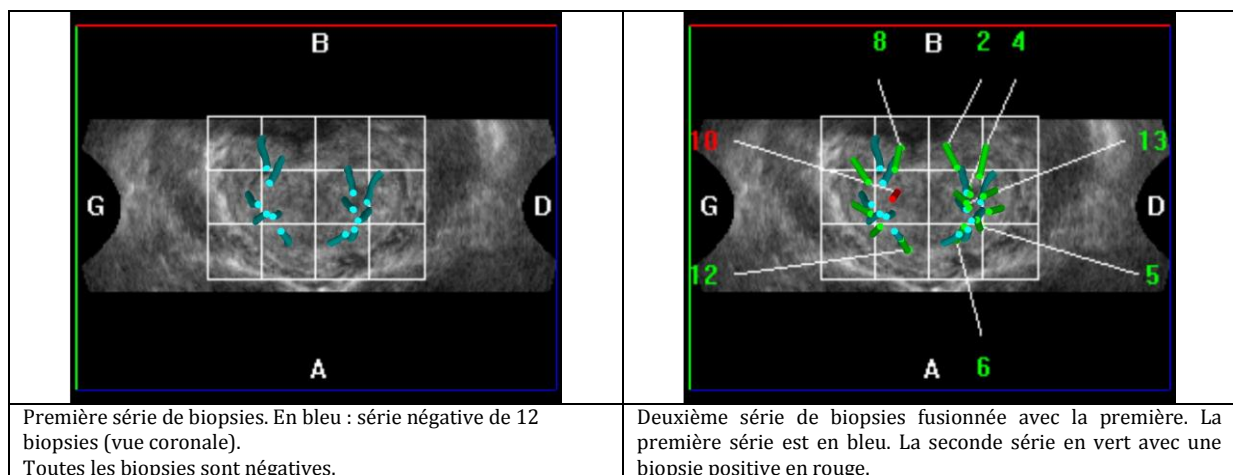 B
G D
A
Première série de biopsies. En bleu : série négative de 12
biopsies (vue coronale).
Toutes les biopsies sont négatives.
8 B 2 4
10 13
G D
12 5
A 6
Deuxième série de biopsies fusionnée avec la première. La
première série est en bleu. La seconde série en vert avec une
biopsie positive en rouge.